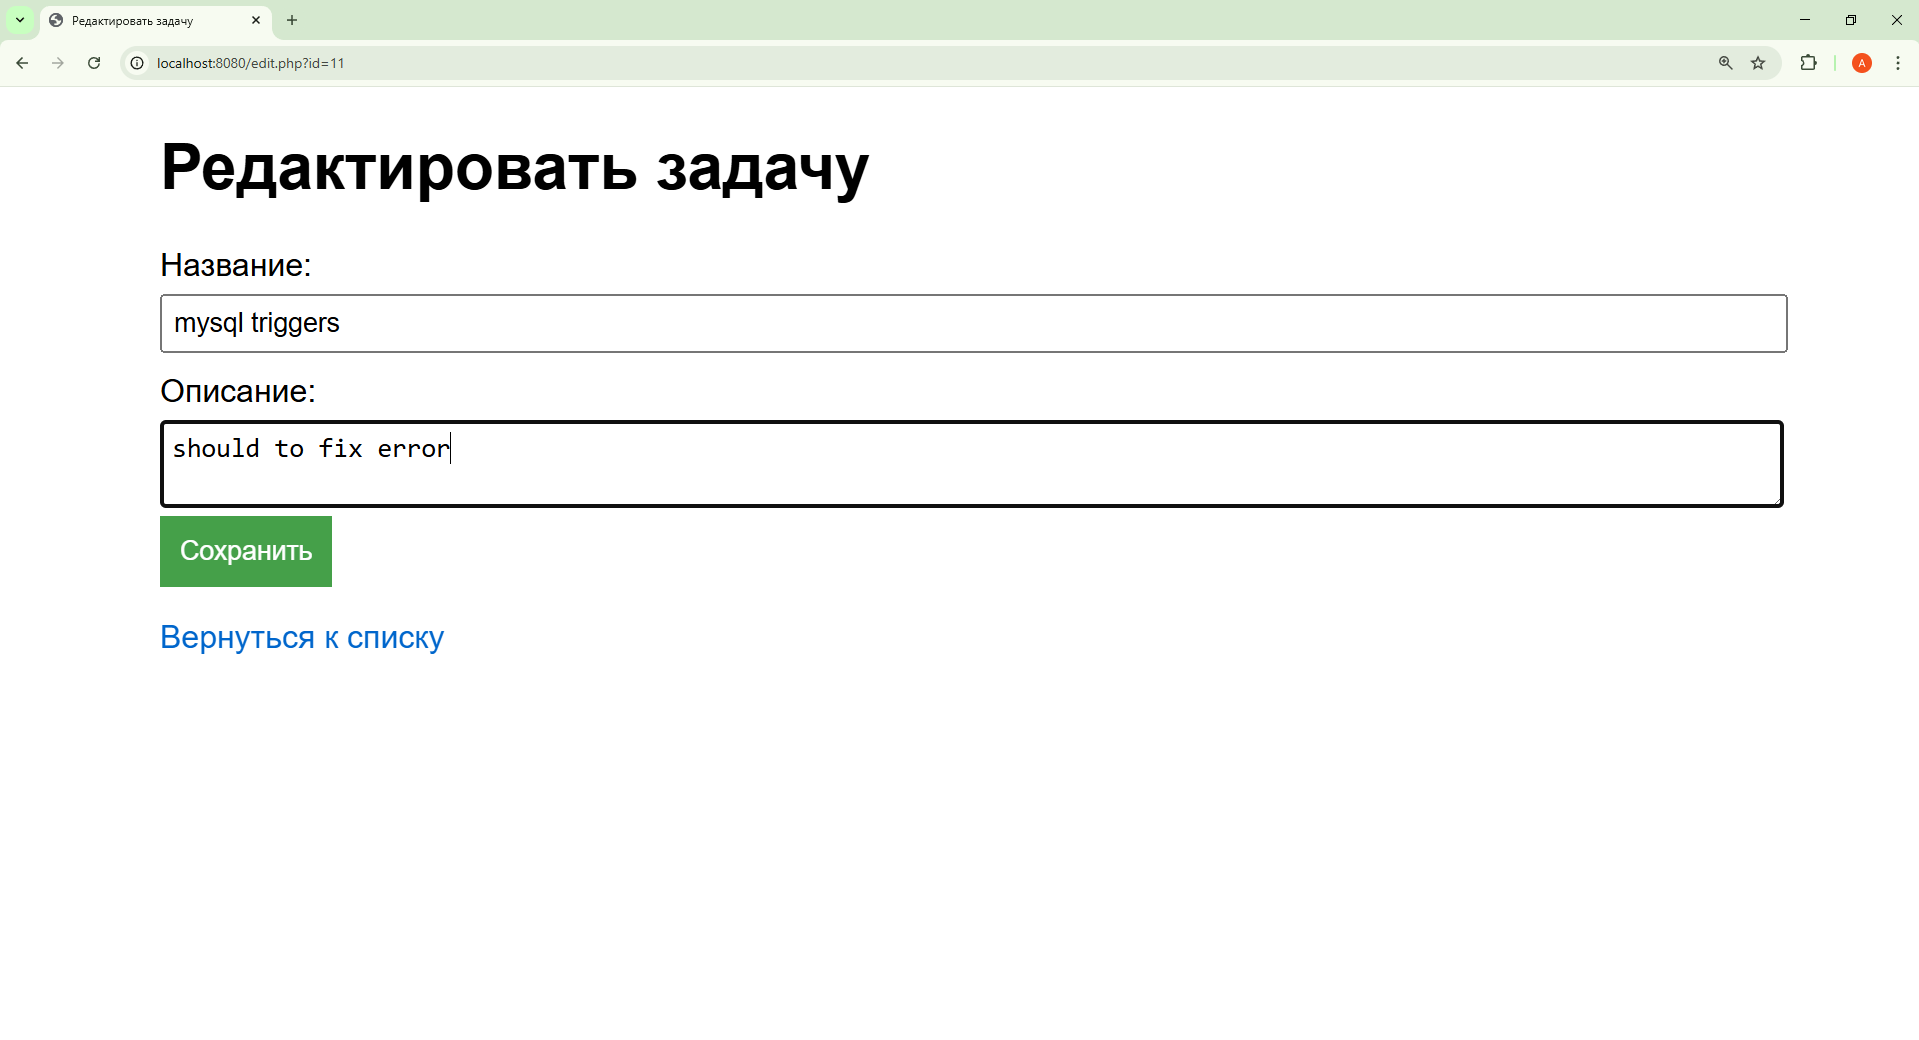 Редактировать задачу
localhost:8080/edit.php?id=11
A
Редактировать задачу
Название:
mysql triggers
Описание:
should to fix error
Сохранить
Вернуться к списку